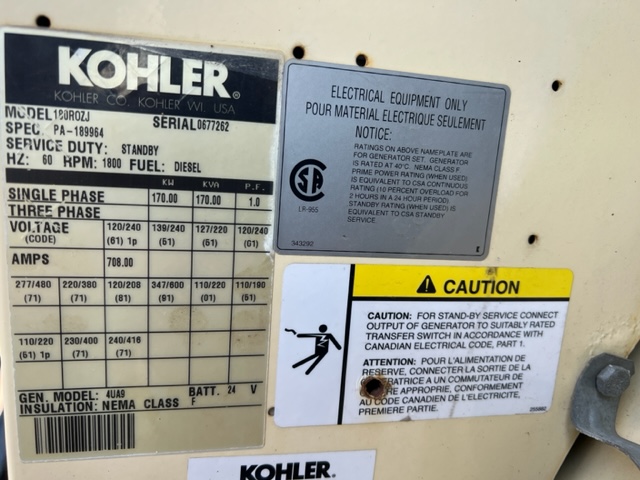 KOHLER®
KOHLER CO. KOHLER WI. USA
MODEL 180ROZJ
SPEC. PA-189964 SERIAL 0677262
SERVICE DUTY: STANDBY
HZ: 60 RPM: 1800 FUEL: DIESEL
KW KVA P.F.
SINGLE PHASE 170.00 170.00 1.0
THREE PHASE
VOLTAGE 120/240 139/240 127/220 120/240
(CODE) (61) 1p (61) (61) (G1)
AMPS 708.00
277/480 220/380 120/208 347/600 110/220 110/190
(71) (71) (81) (91) (01) (51)
110/220 230/400 240/416
(61) 1p (71) (71)
GEN. MODEL 4UA9 BATT. 24 V
INSULATION: NEMA CLASS F
ELECTRICAL EQUIPMENT ONLY
POUR MATERIAL ELECTRIQUE SEULEMENT
NOTICE:
RATINGS ON ABOVE NAMEPLATE ARE
FOR GENERATOR SET. GENERATOR
IS RATED AT 40°C. NEMA CLASS F
PRIME POWER RATING (WHEN USED)
IS EQUIVALENT TO CSA CONTINUOUS
RATING (10 PERCENT OVERLOAD FOR
2 HOURS IN A 24 HOUR PERIOD)
STANDBY RATING (WHEN USED) IS
EQUIVALENT TO CSA STANDBY
SERVICE.
LR-955
343292 E
CAUTION
CAUTION: FOR STAND-BY SERVICE CONNECT
OUTPUT OF GENERATOR TO SUITABLY RATED
TRANSFER SWITCH IN ACCORDANCE WITH
CANADIAN ELECTRICAL CODE, PART 1.
ATTENTION: POUR L'ALIMENTATION DE
RESERVE, CONNECTER LA SORTIE DE LA
ERATRICE A UN COMMUTATEUR DE
E APPROPRIE, CONFORMEMENT
AU CODE CANADIEN DE L'ELECTRICITE,
PREMIERE PARTIE.
KOHLER®